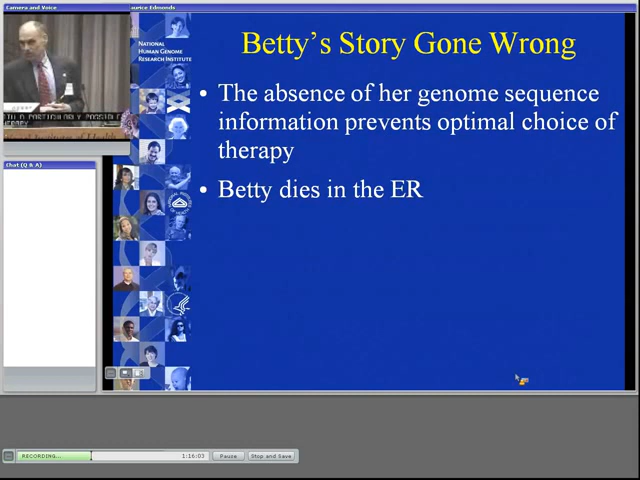 Camera and Voice
aurice Edmonds
NATIONAL
HUMAN GENOME
RESEARCH INSTITUTE
Betty's Story Gone Wrong
• The absence of her genome sequence
information prevents optimal choice of
therapy
• Betty dies in the ER
Chat (Q & A)
RECORDING...
1:16:03
Pause
Stop and Save